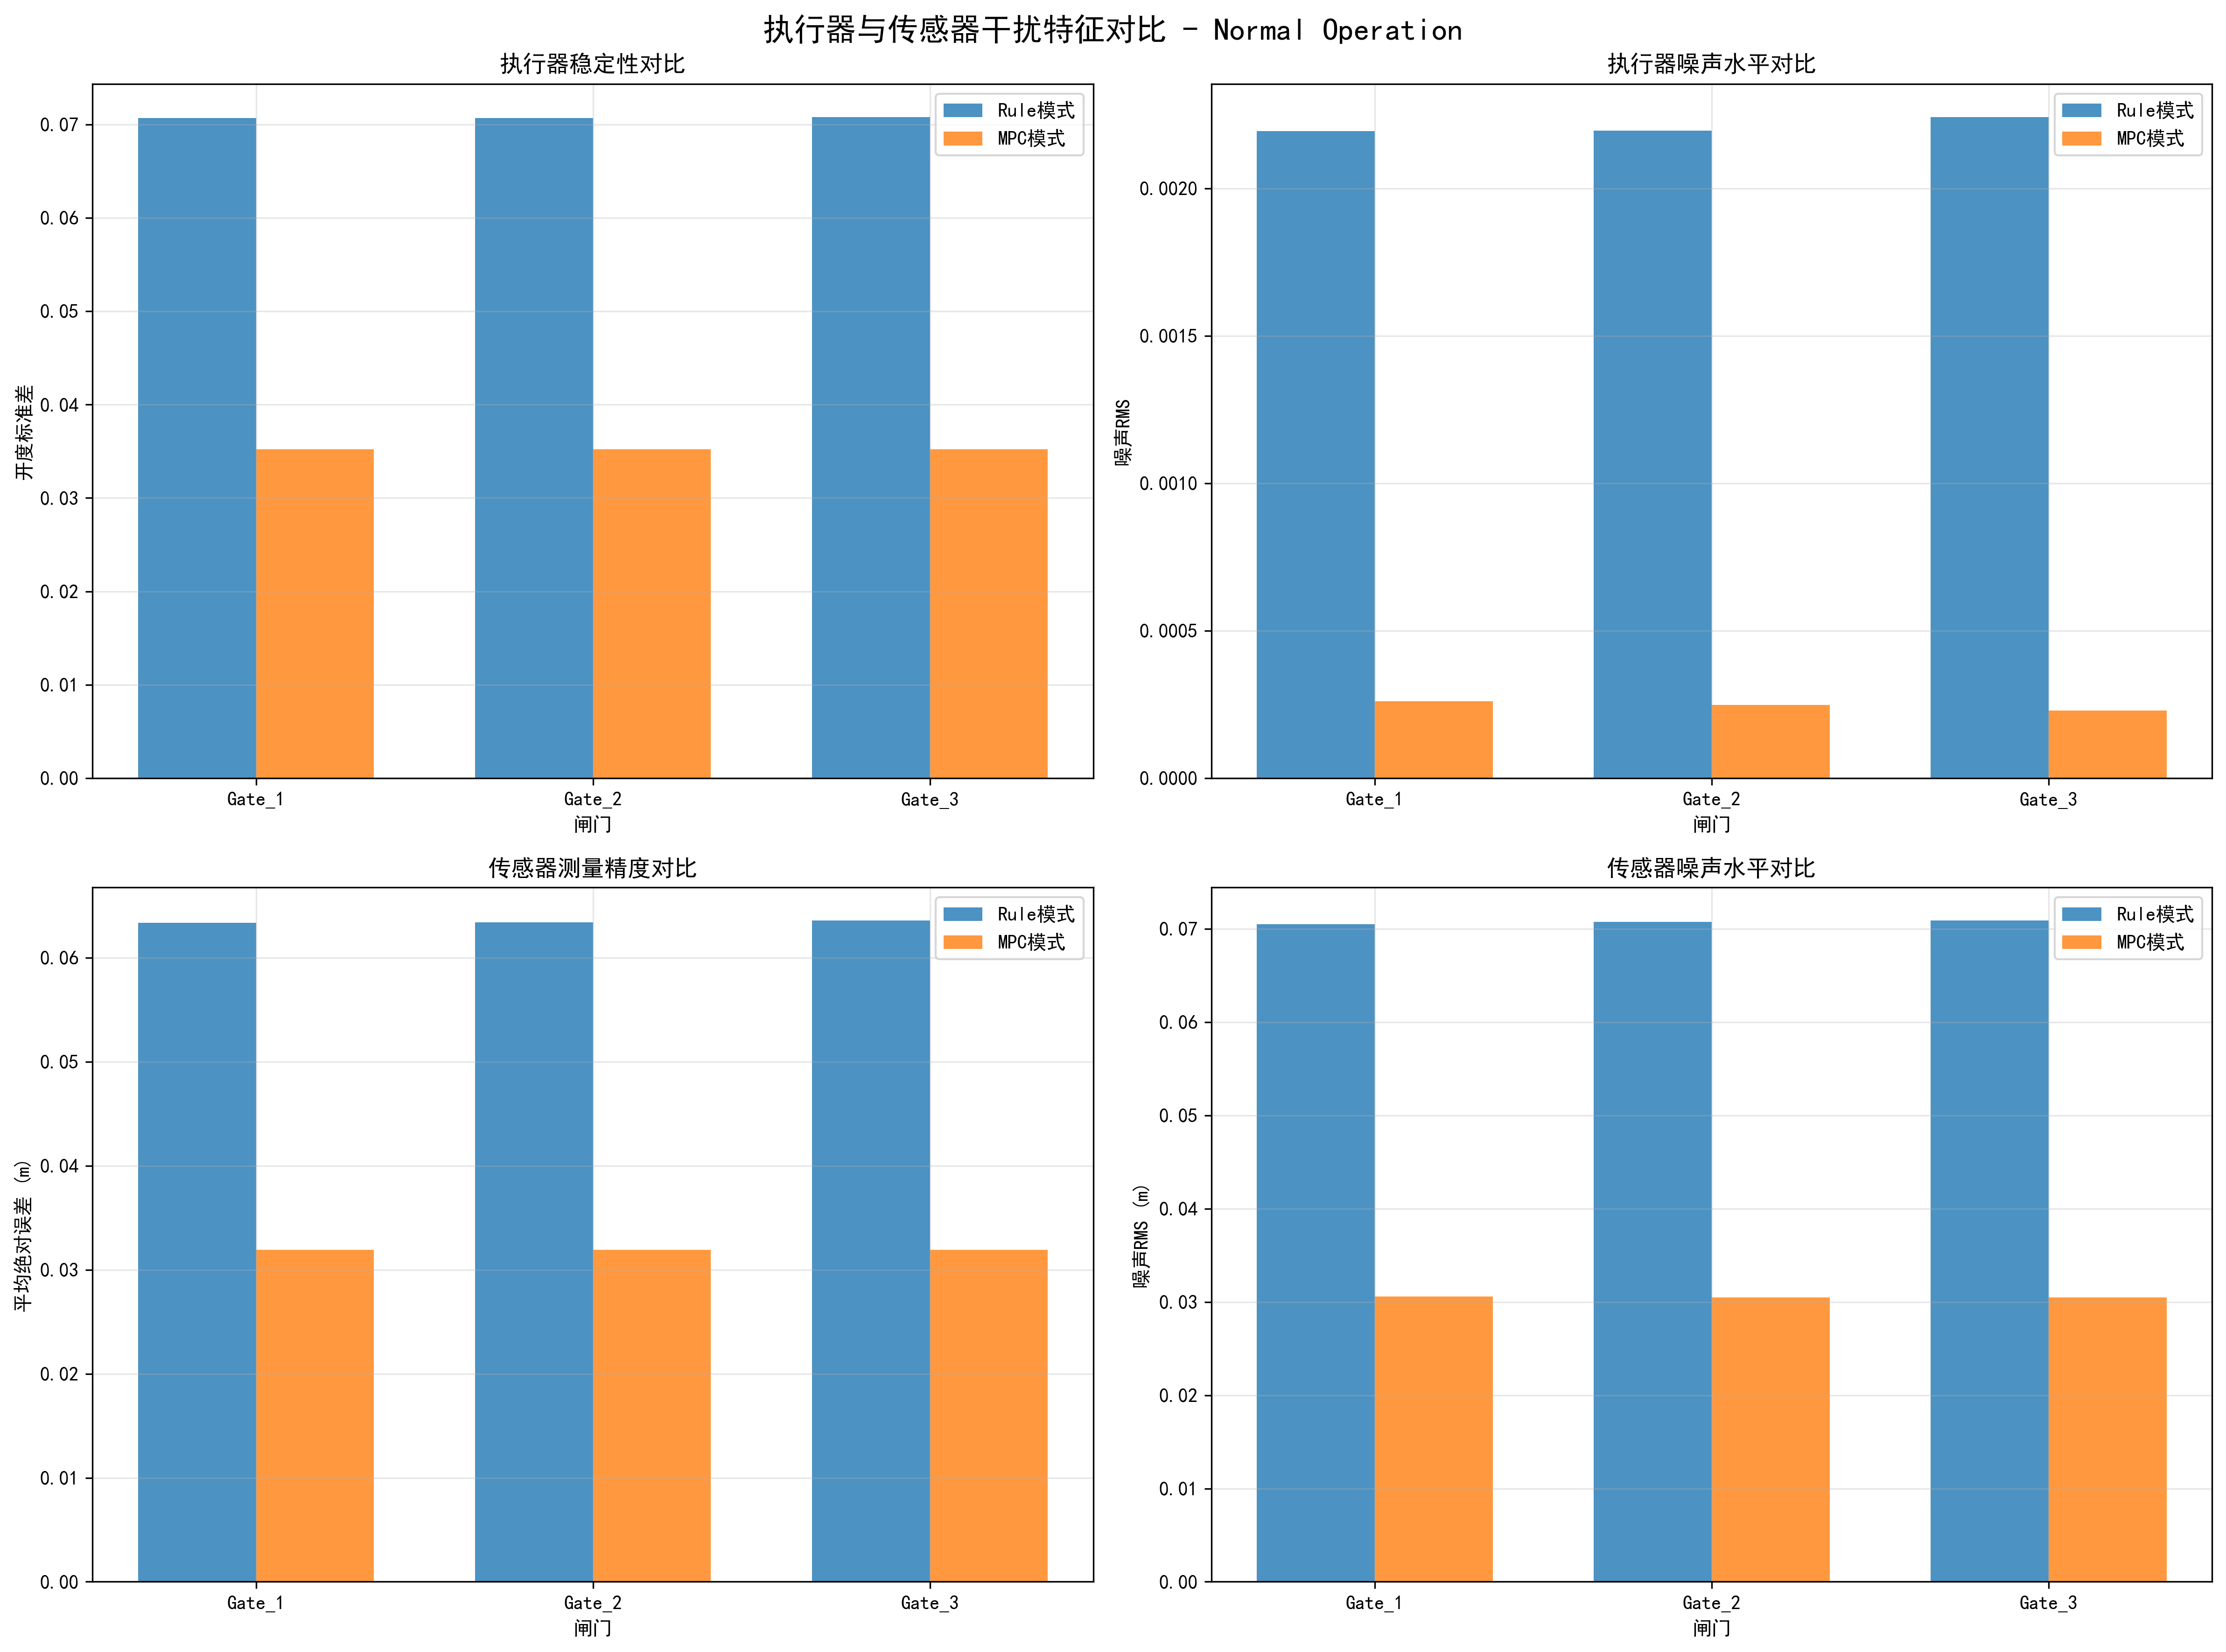 执行器与传感器干扰特征对比 - Normal Operation
执行器稳定性对比
Rule模式
MPC模式
开度标准差
0.07
0.06
0.05
0.04
0.03
0.02
0.01
0.00
Gate_1
Gate_2
Gate_3
闸门
执行器噪声水平对比
Rule模式
MPC模式
噪声RMS
0.0020
0.0015
0.0010
0.0005
0.0000
Gate_1
Gate_2
Gate_3
闸门
传感器测量精度对比
Rule模式
MPC模式
平均绝对误差 (m)
0.06
0.05
0.04
0.03
0.02
0.01
0.00
Gate_1
Gate_2
Gate_3
闸门
传感器噪声水平对比
Rule模式
MPC模式
噪声RMS (m)
0.07
0.06
0.05
0.04
0.03
0.02
0.01
0.00
Gate_1
Gate_2
Gate_3
闸门